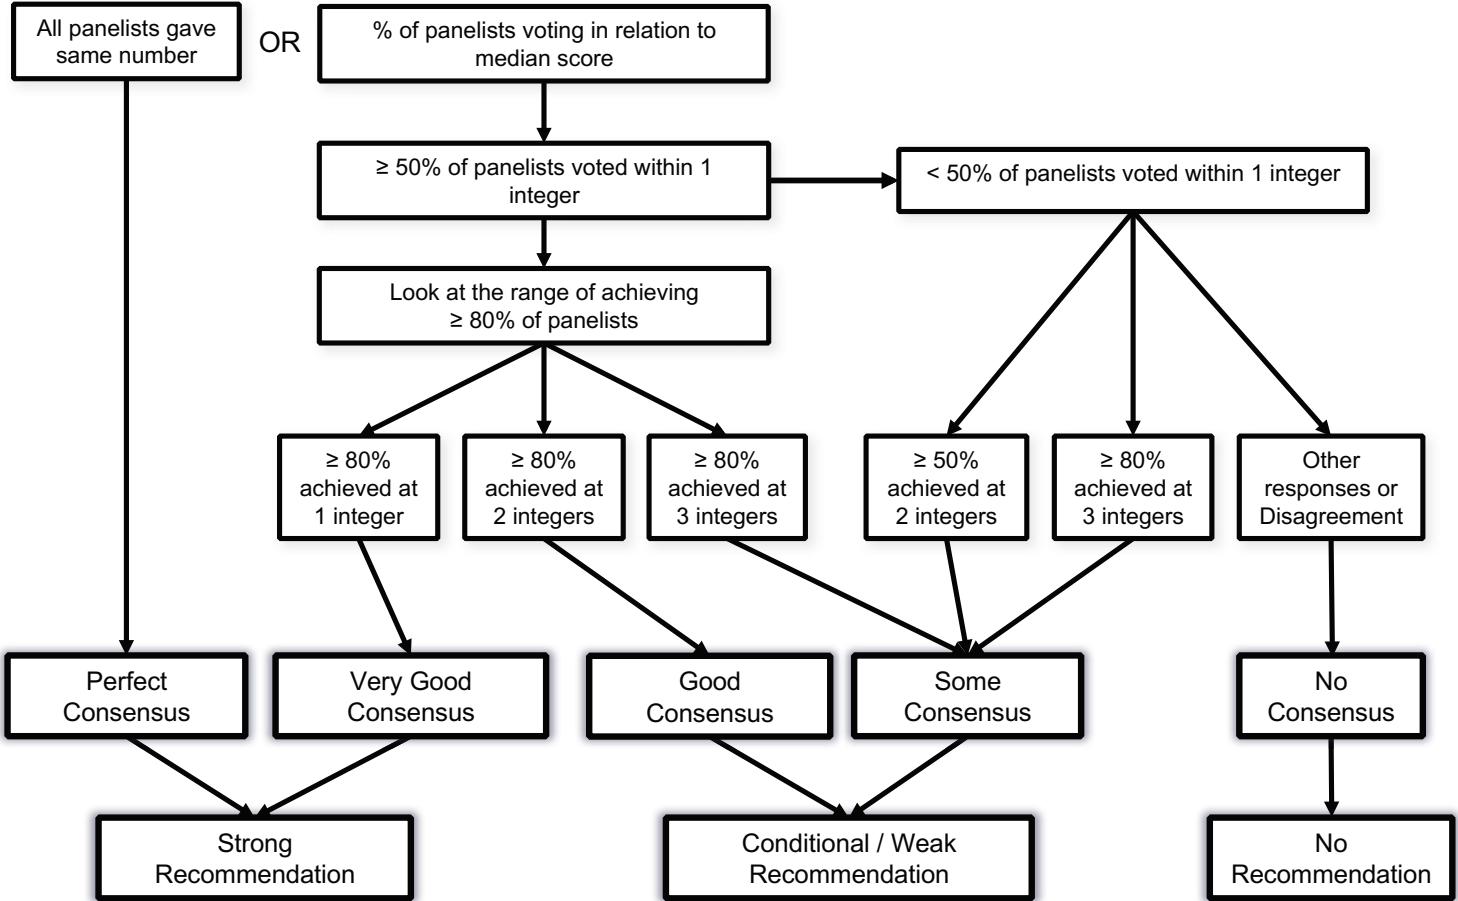 All panelists gave
same number
OR
% of panelists voting in relation to
median score
≥ 50% of panelists voted within 1
integer
< 50% of panelists voted within 1 integer
Look at the range of achieving
≥ 80% of panelists
≥ 80%
achieved at
1 integer
≥ 80%
achieved at
2 integers
≥ 80%
achieved at
3 integers
≥ 50%
achieved at
2 integers
≥ 80%
achieved at
3 integers
Other
responses or
Disagreement
Perfect
Consensus
Very Good
Consensus
Good
Consensus
Some
Consensus
No
Consensus
Strong
Recommendation
Conditional / Weak
Recommendation
No
Recommendation